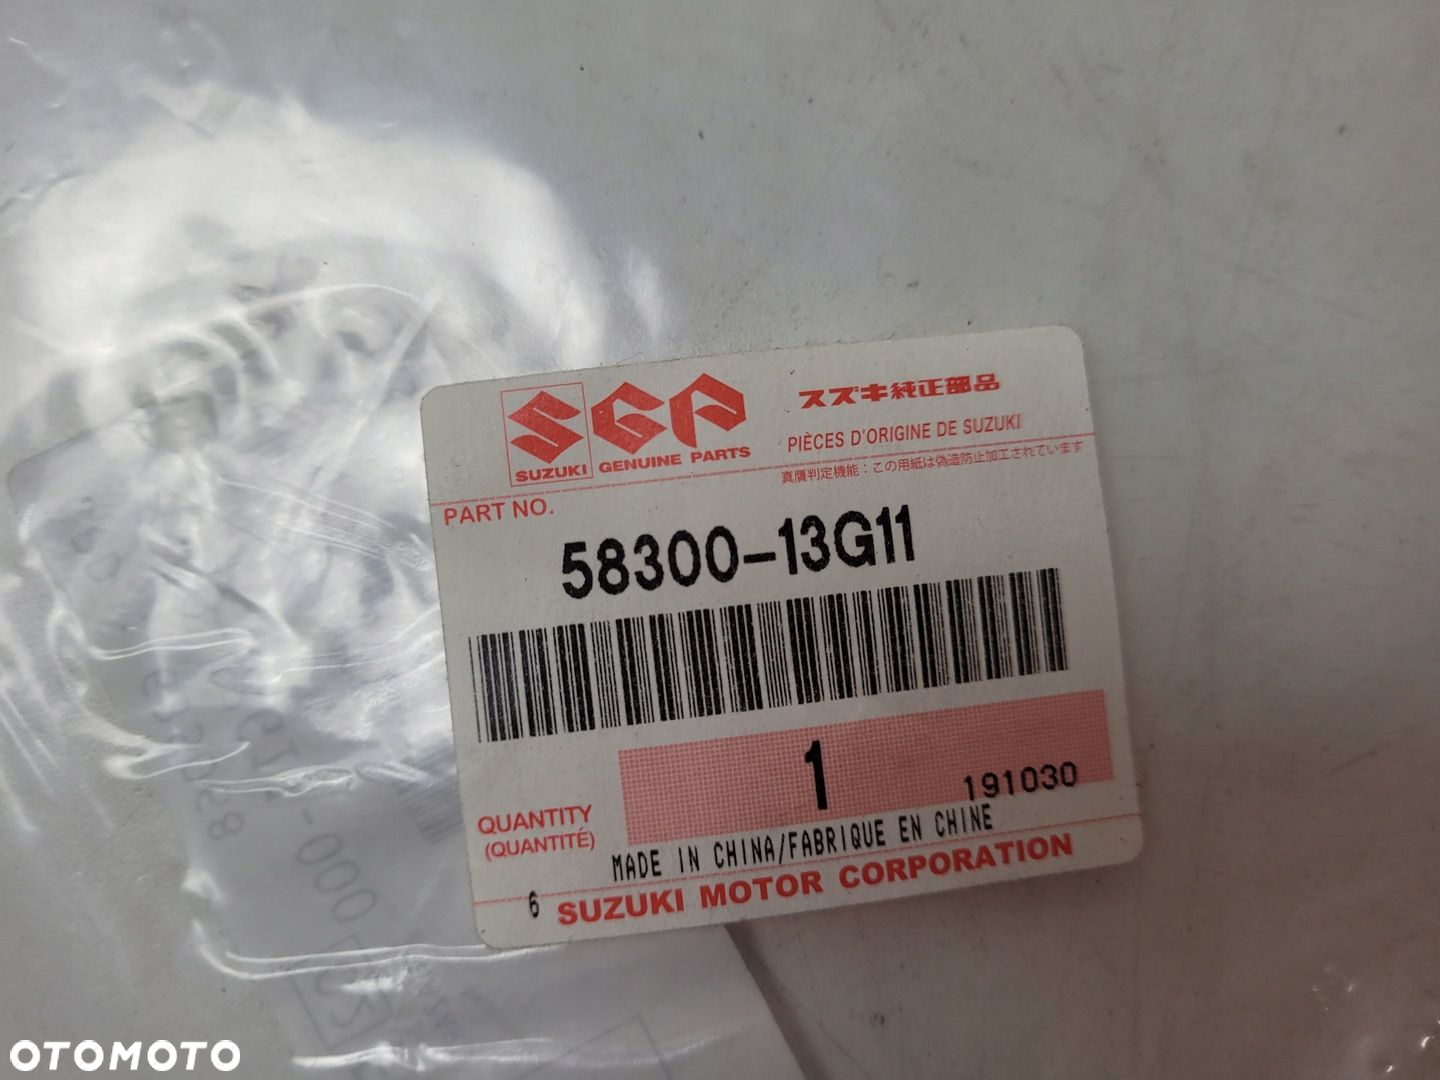 SUZUKI
SGP
GENUINE PARTS
スズキ純正部品
PIÈCES D'ORIGINE DE SUZUKI
真贋判定機能：この用紙は偽造防止加工されています
PART NO.
58300-13G11
QUANTITY
(QUANTITÉ)
1
191030
MADE IN CHINA/FABRIQUE EN CHINE
6
SUZUKI MOTOR CORPORATION
OTOMOTO